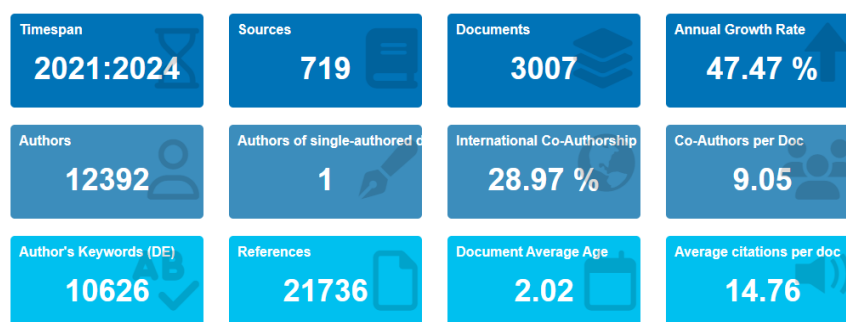 Timespan
2021:2024
Sources
719
Documents
3007
Annual Growth Rate
47.47 %
Authors
12392
Authors of single-authored d
1
International Co-Authorship
28.97 %
Co-Authors per Doc
9.05
Author's Keywords (DE)
AB
10626
References
21736
Document Average Age
2.02
Average citations per doc
14.76